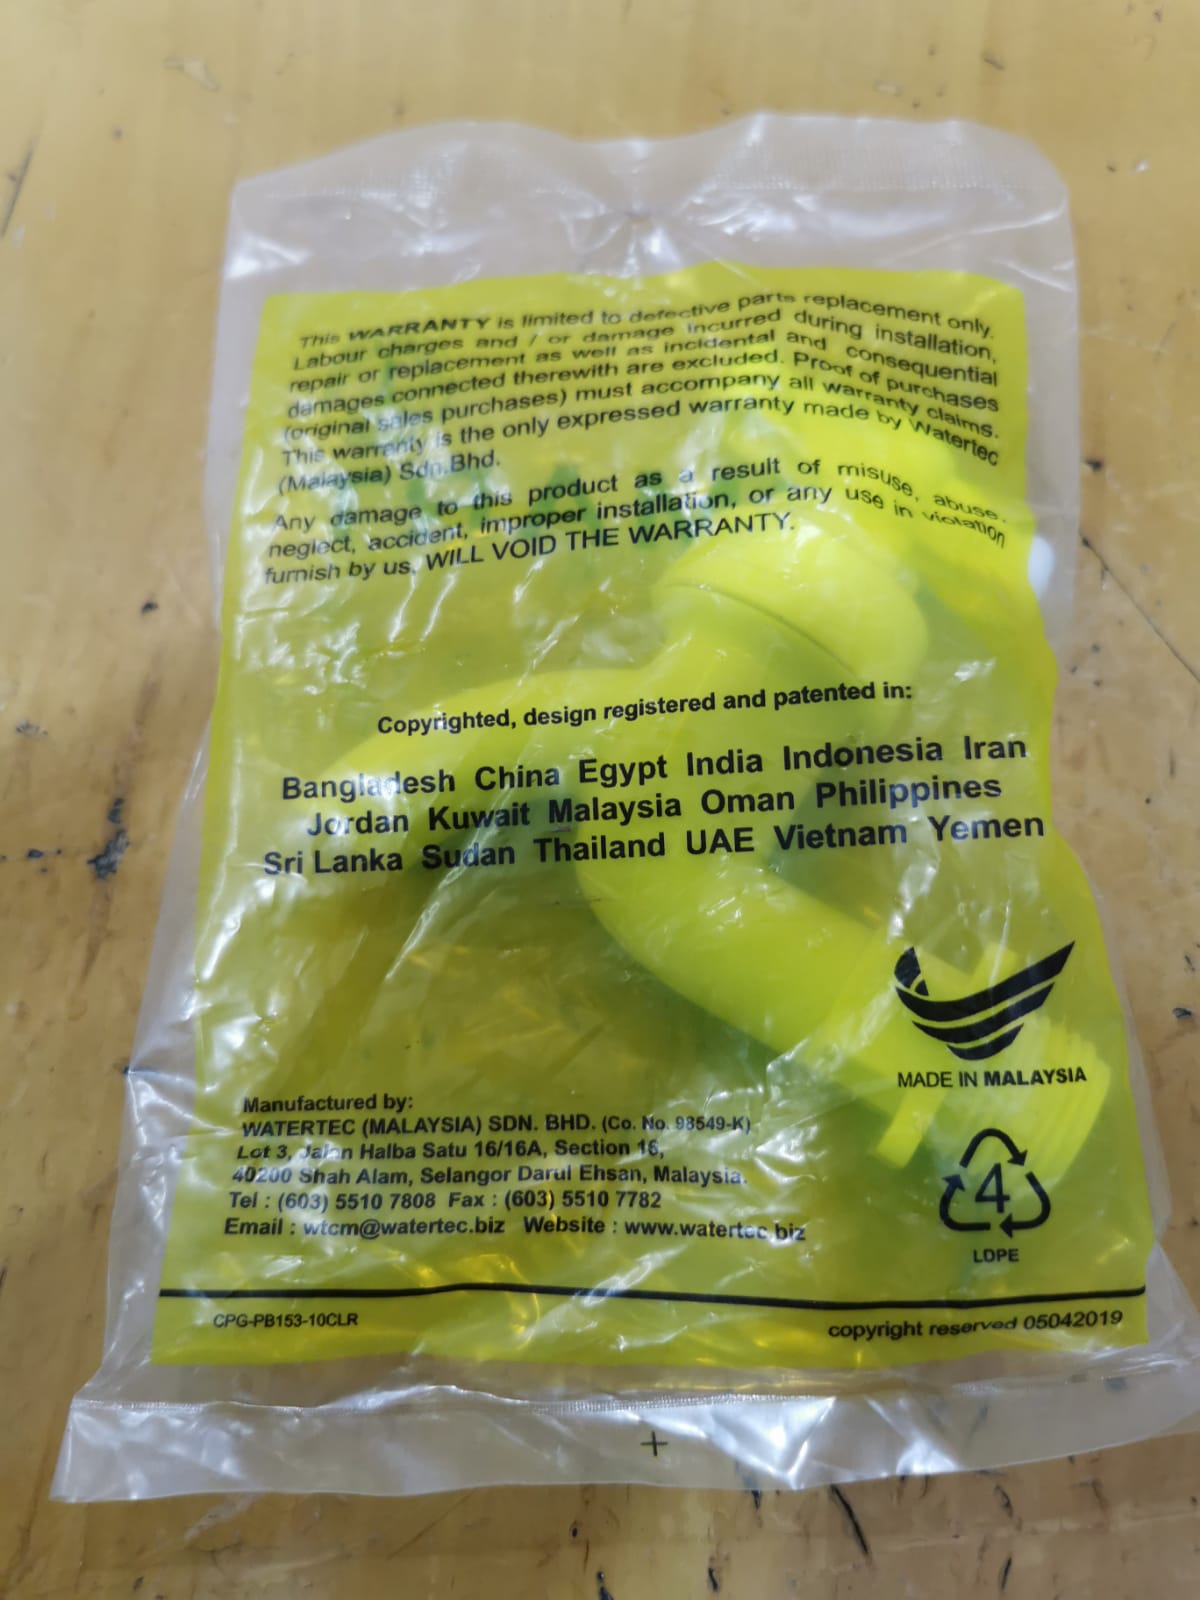 This WARRANTY is limited to defective parts replacement only.
Labour charges and / or damage incurred during installation,
repair or replacement as well as incidental and consequential
damages connected therewith are excluded. Proof of purchases
(original sales purchases) must accompany all warranty claims.
This warranty is the only expressed warranty made by Watertec
(Malaysia) Sdn.Bhd.
Any damage to this product as a result of misuse, abuse,
neglect, accident, improper installation, or any use in violation
furnish by us, WILL VOID THE WARRANTY.
Copyrighted, design registered and patented in:
Bangladesh China Egypt India Indonesia Iran
Jordan Kuwait Malaysia Oman Philippines
Sri Lanka Sudan Thailand UAE Vietnam Yemen
MADE IN MALAYSIA
Manufactured by:
WATERTEC (MALAYSIA) SDN. BHD. (Co. No. 98549-K)
Lot 3, Jalan Halba Satu 16/16A, Section 16,
40200 Shah Alam, Selangor Darul Ehsan, Malaysia.
Tel : (603) 5510 7808 Fax : (603) 5510 7782
Email : wtcm@watertec.biz Website : www.watertec.biz
4
LDPE
CPG-PB153-10CLR
copyright reserved 05042019